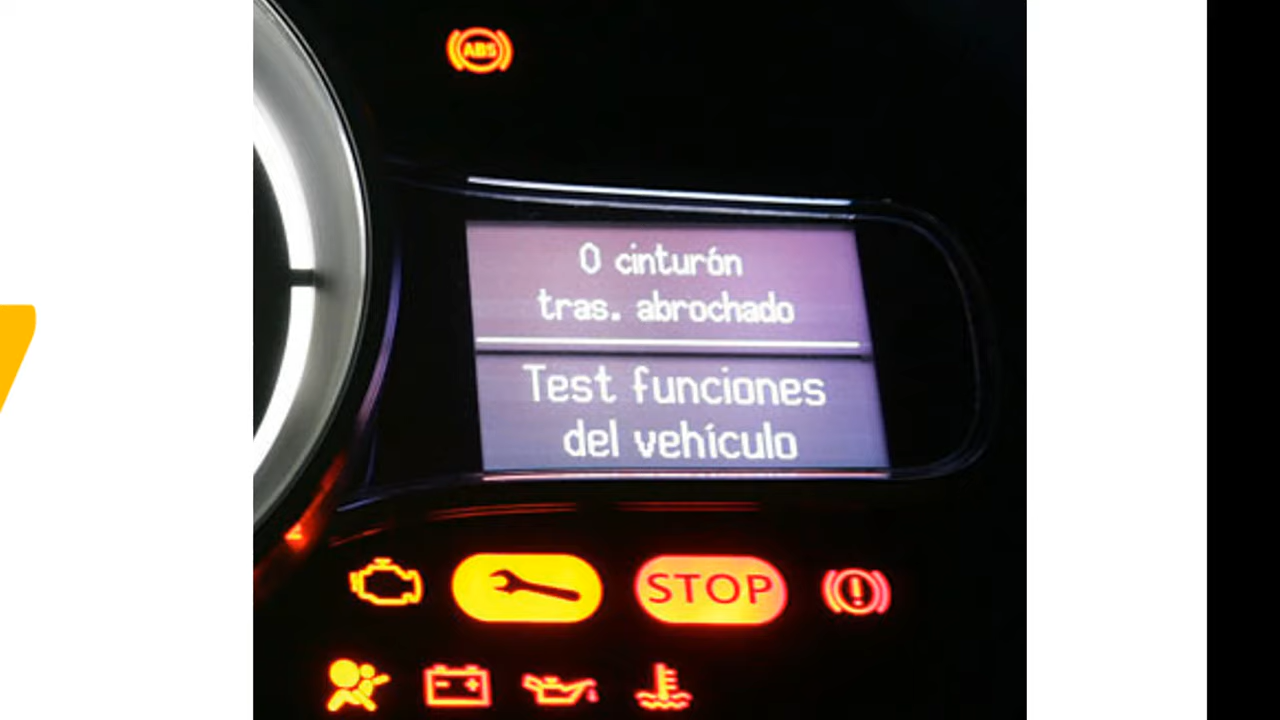 ABS
0 cinturón
tras. abrochado
Test funciones
del vehículo
STOP